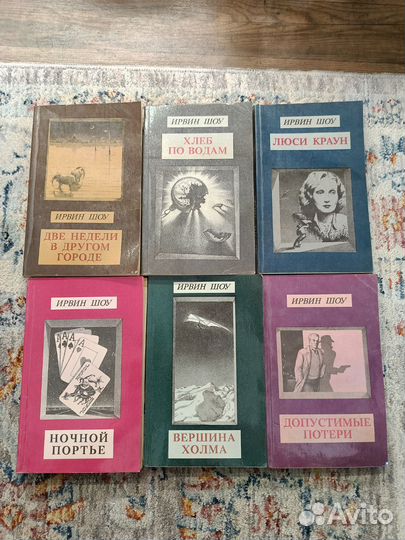 ИРВИН ШОУ
ДВЕ НЕДЕЛИ
В ДРУГОМ
ГОРОДЕ
ИРВИН ШОУ
ХЛЕБ
ПО ВОДАМ
ИРВИН ШОУ
ЛЮСИ КРАУН
ИРВИН ШОУ
НОЧНОЙ
ПОРТЬЕ
ИРВИН ШОУ
ВЕРШИНА
ХОЛМА
ИРВИН ШОУ
ДОПУСТИМЫЕ
ПОТЕРИ
Avito